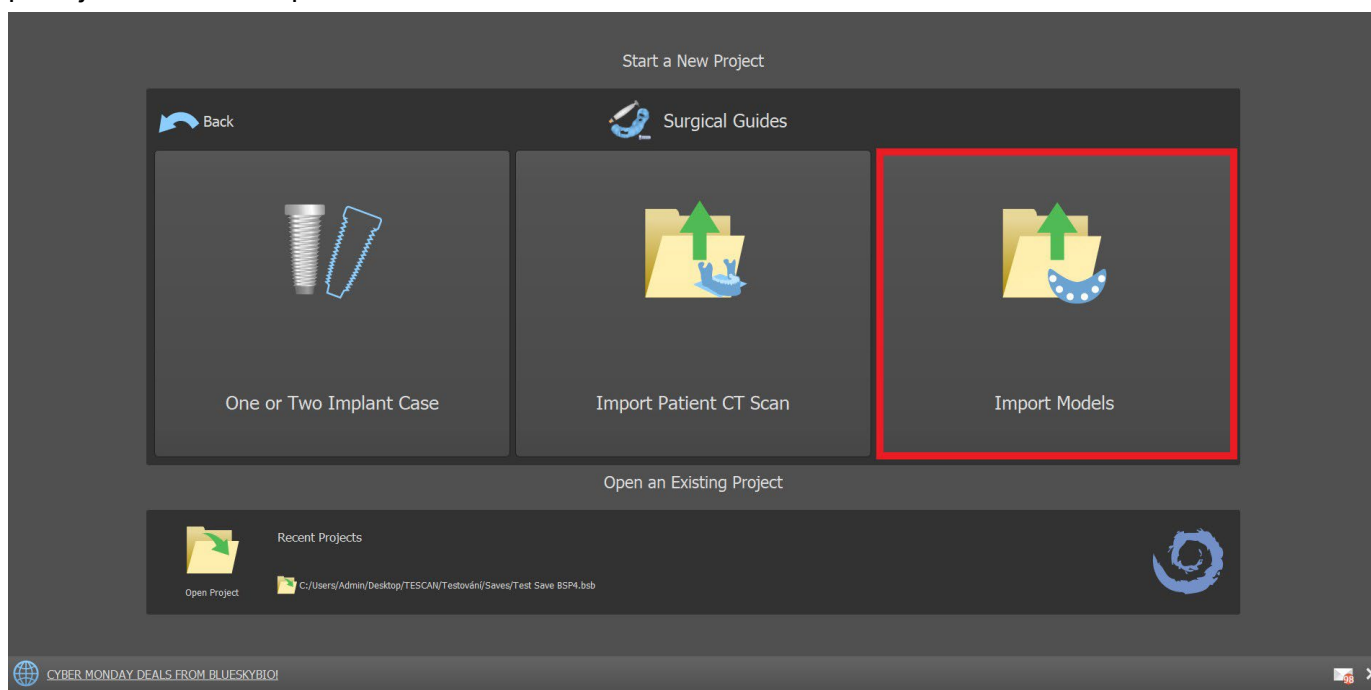 Start a New Project
Back
Surgical Guides
One or Two Implant Case
Import Patient CT Scan
Import Models
Open an Existing Project
Recent Projects
Open Project
C:/Users/Admin/Desktop/TESCAN/Testování/Saves/Test Save BSP4.bsb
CYBER MONDAY DEALS FROM BLUESKYBIO!
98